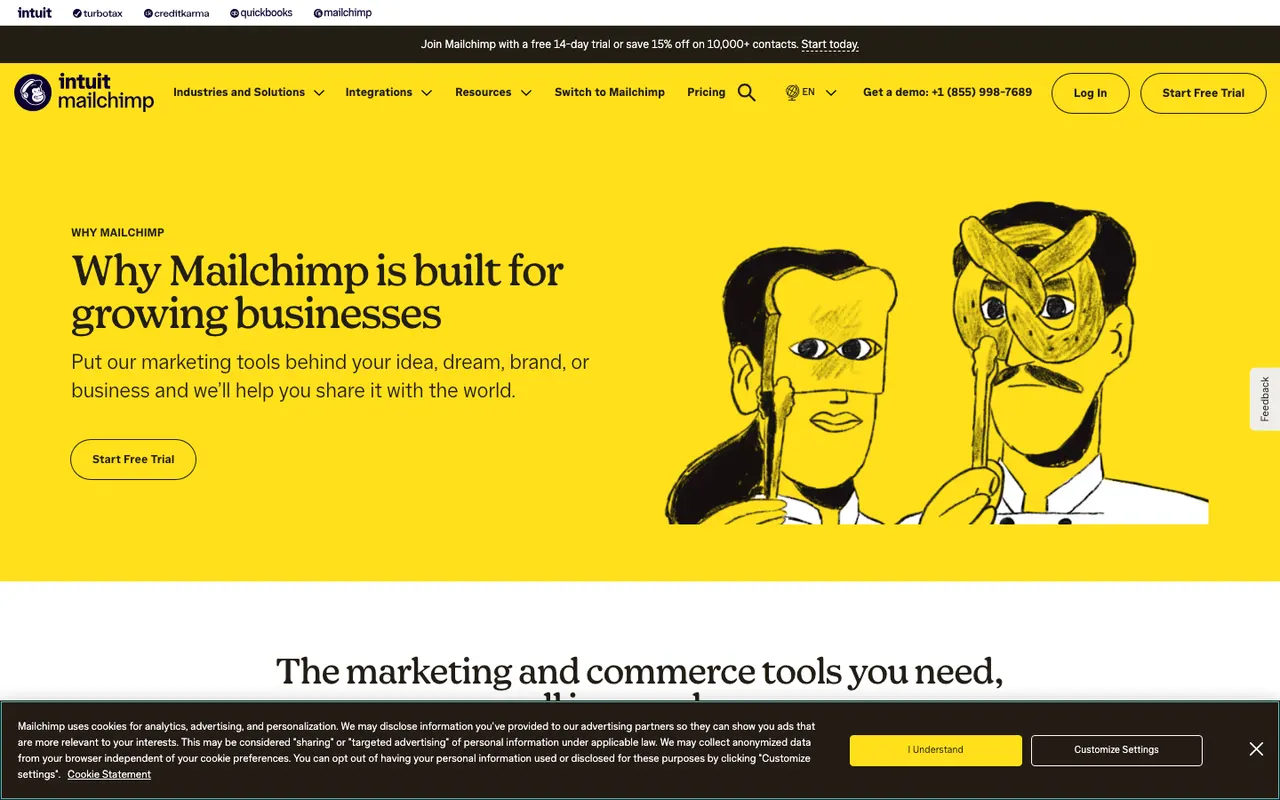 intuit turbotax creditkarma quickbooks mailchimp
Join Mailchimp with a free 14-day trial or save 15% off on 10,000+ contacts. Start today.
intuit
mailchimp
Industries and Solutions Integrations Resources Switch to Mailchimp Pricing EN Get a demo: +1 (855) 998-7689 Log In Start Free Trial
WHY MAILCHIMP
Why Mailchimp is built for
growing businesses
Put our marketing tools behind your idea, dream, brand, or
business and we'll help you share it with the world.
Start Free Trial
Feedback
The marketing and commerce tools you need,
Mailchimp uses cookies for analytics, advertising, and personalization. We may disclose information you've provided to our advertising partners so they can show you ads that
are more relevant to your interests. This may be considered "sharing" or "targeted advertising" of personal information under applicable law. We may collect anonymized data
from your browser independent of your cookie preferences. You can opt out of having your personal information used or disclosed for these purposes by clicking "Customize
settings". Cookie Statement
I Understand
Customize Settings